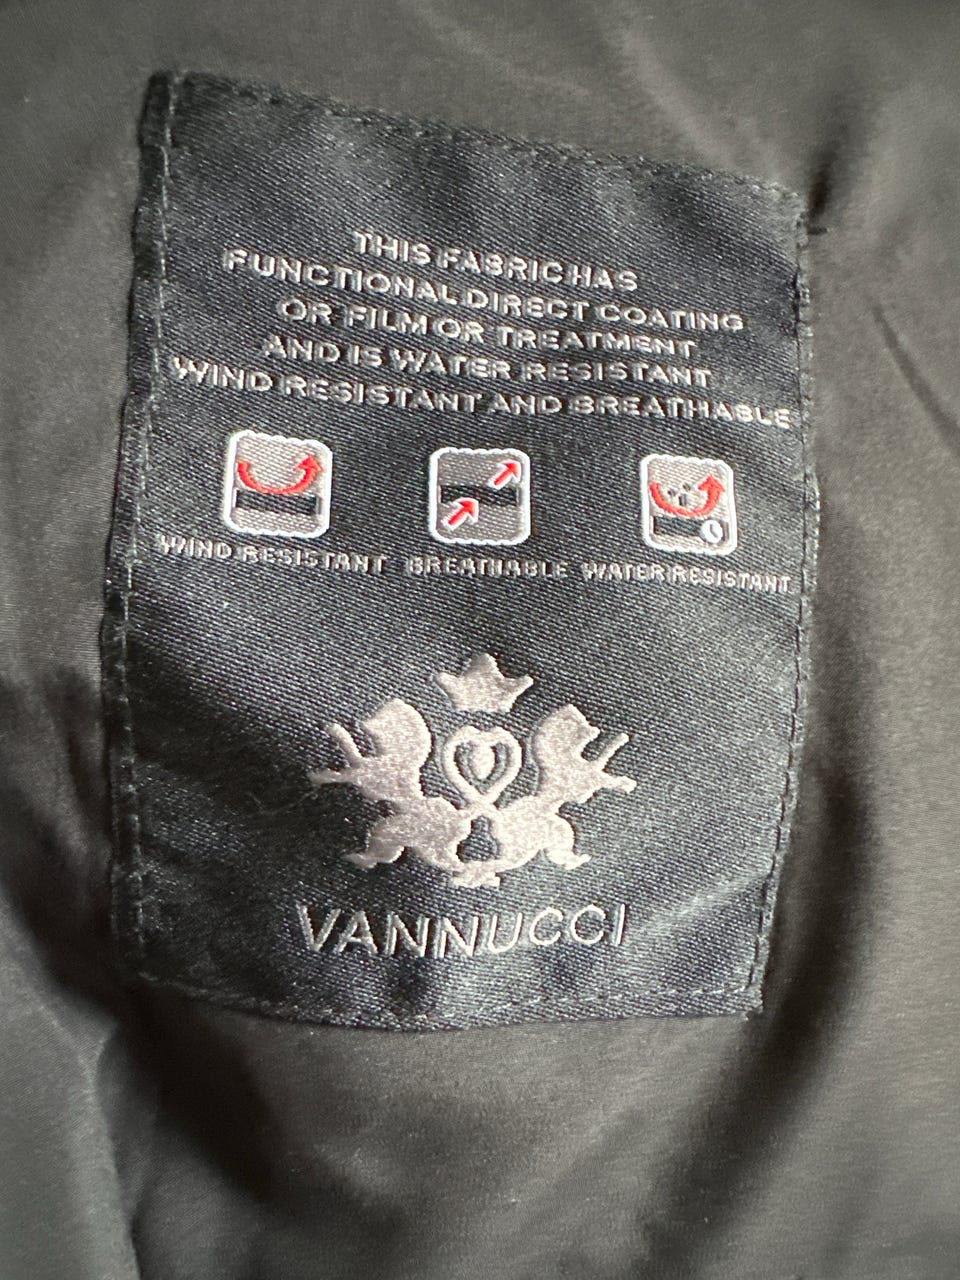 THIS FABRIC HAS
FUNCTIONAL DIRECT COATING
OR FILM OR TREATMENT
AND IS WATER RESISTANT
WIND RESISTANT AND BREATHABLE
WIND RESISTANT BREATHABLE WATER RESISTANT
VANNUCCI